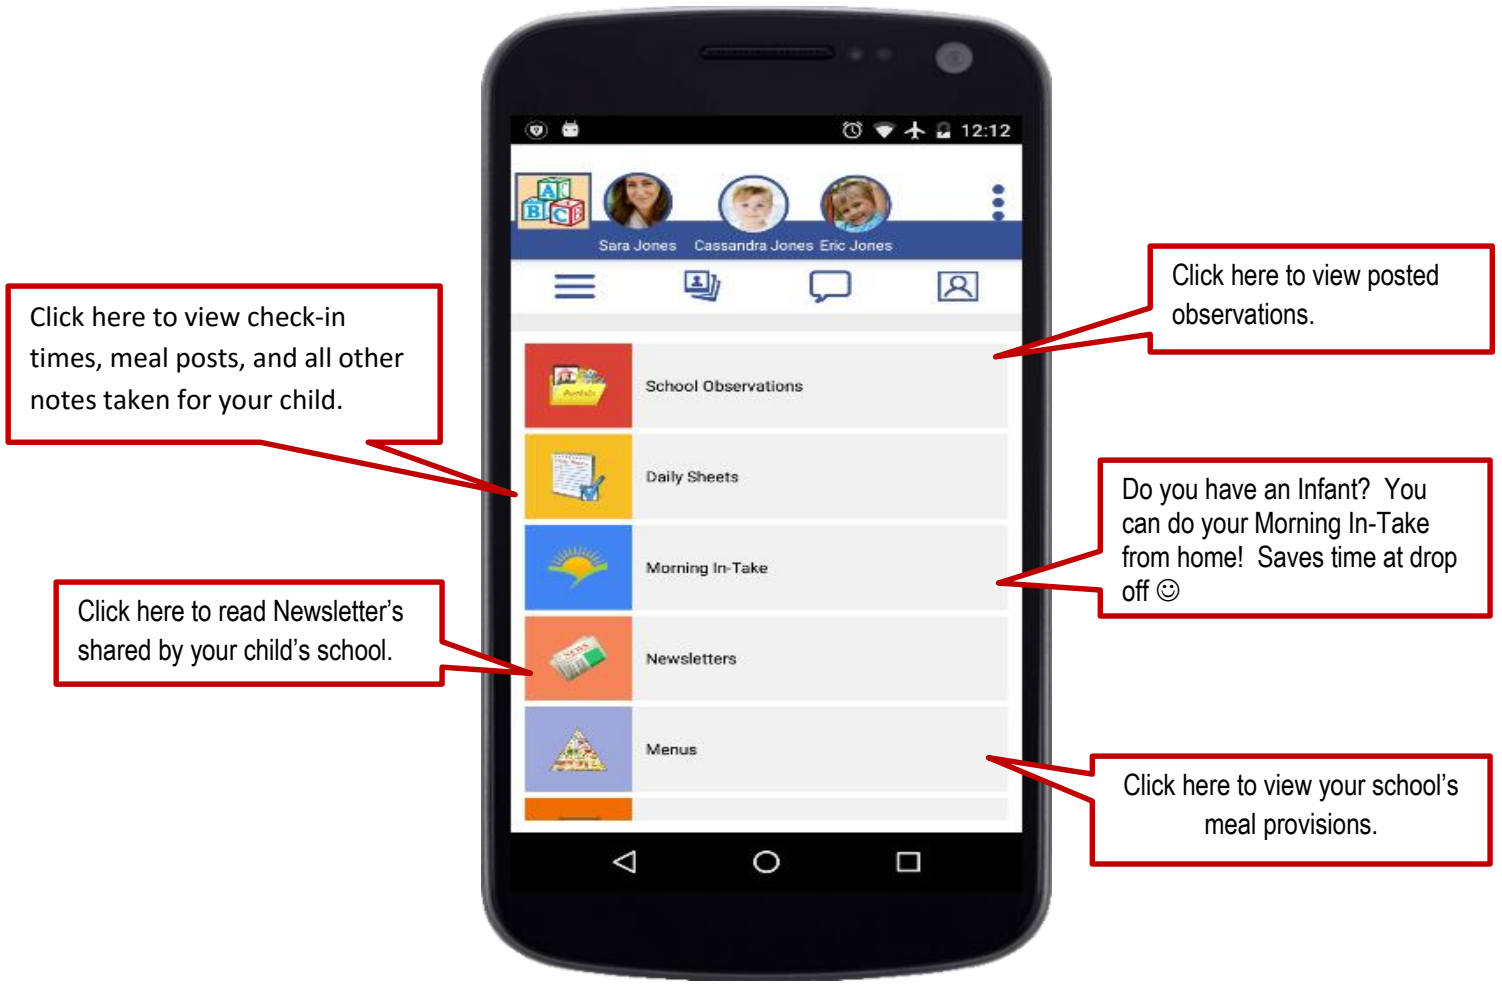 12:12
A
B C
Sara Jones Cassandra Jones Eric Jones
Click here to view posted
observations.
Click here to view check-in
times, meal posts, and all other
notes taken for your child.
School Observations
Daily Sheets
Do you have an Infant?  You
can do your Morning In-Take
from home!  Saves time at drop
off ☺
Morning In-Take
Click here to read Newsletter’s
shared by your child’s school.
NEWS
Newsletters
Menus
Click here to view your school’s
meal provisions.